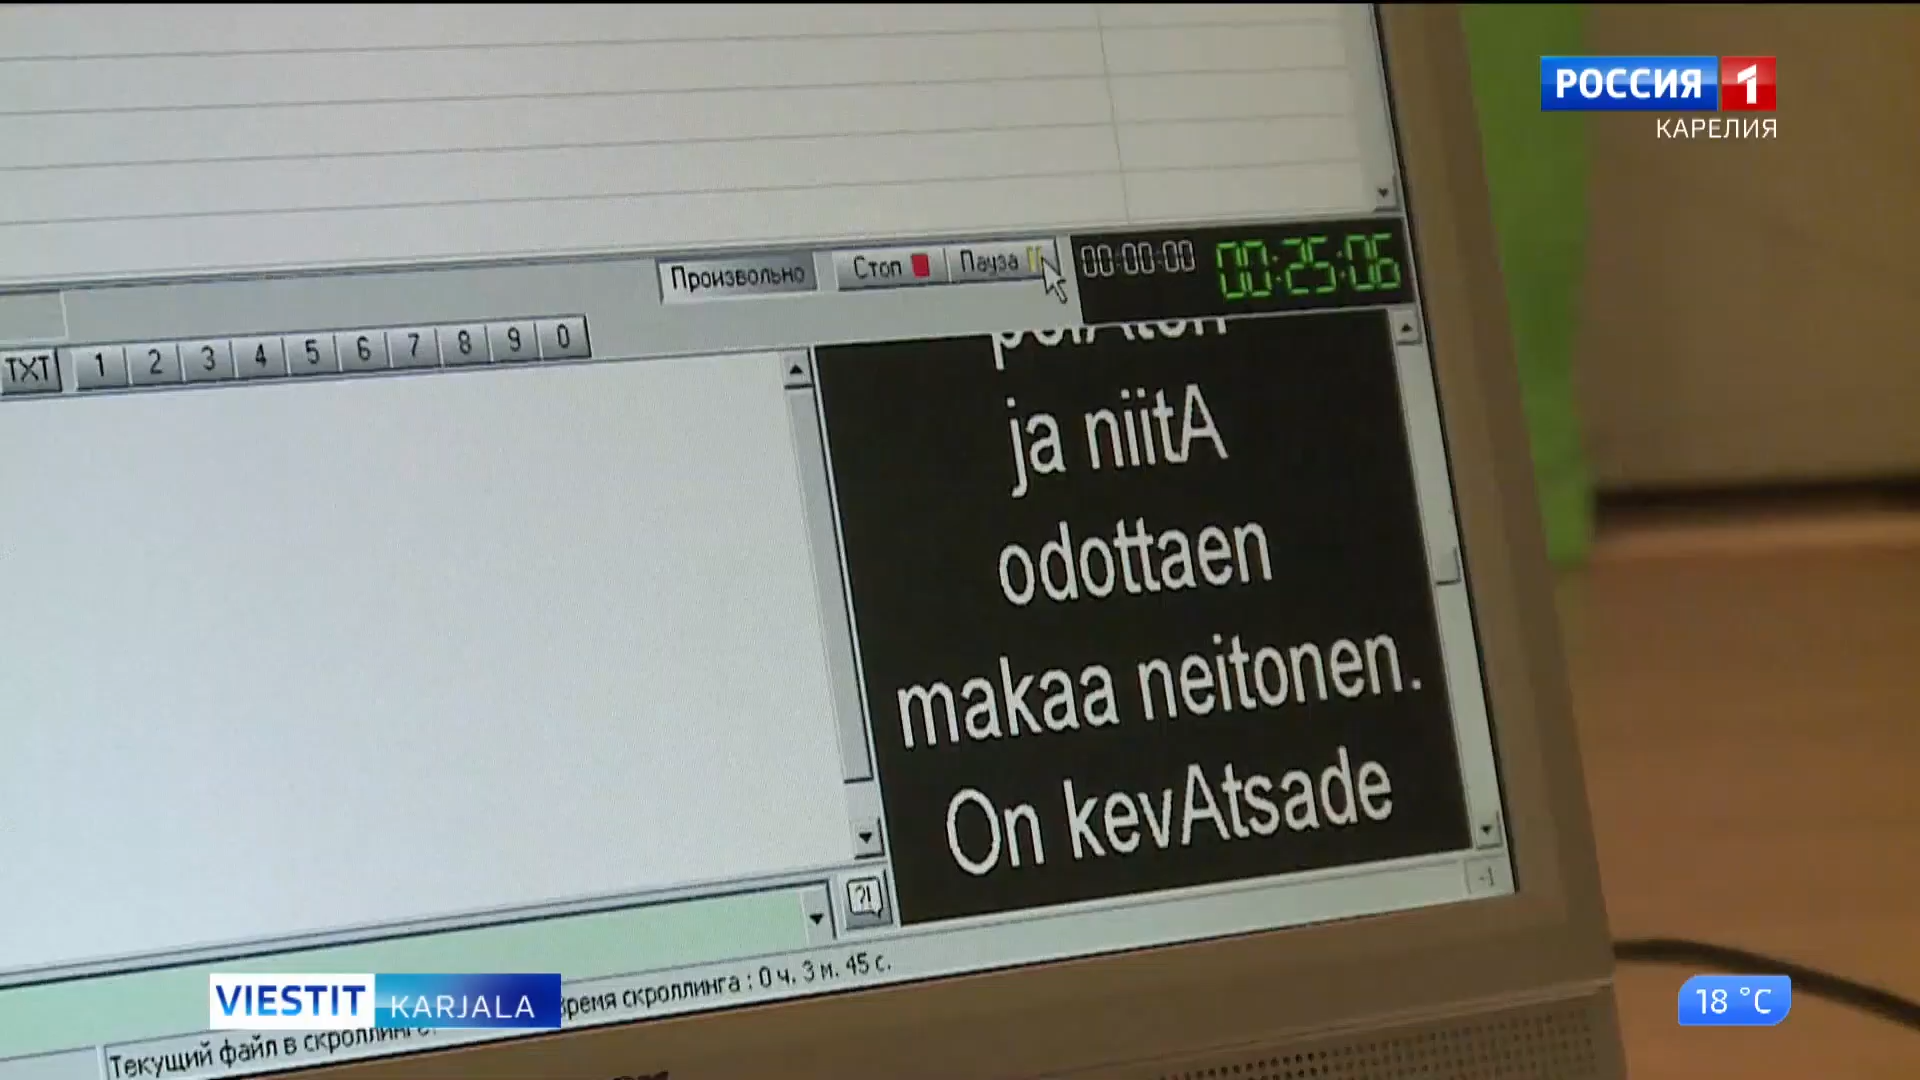 РОССИЯ 1
КАРЕЛИЯ
Произвольно
Стоп
Пауза
00:00:00
00:25:06
TXT 1 2 3 4 5 6 7 8 9 0
ja niitA
odottaen
makaa neitonen.
On kevAtsade
?!
-1
время скроллинга : 0 ч. 3 м. 45 с.
VIESTIT KARJALA
18 °C
Текущий файл в скроллинге: